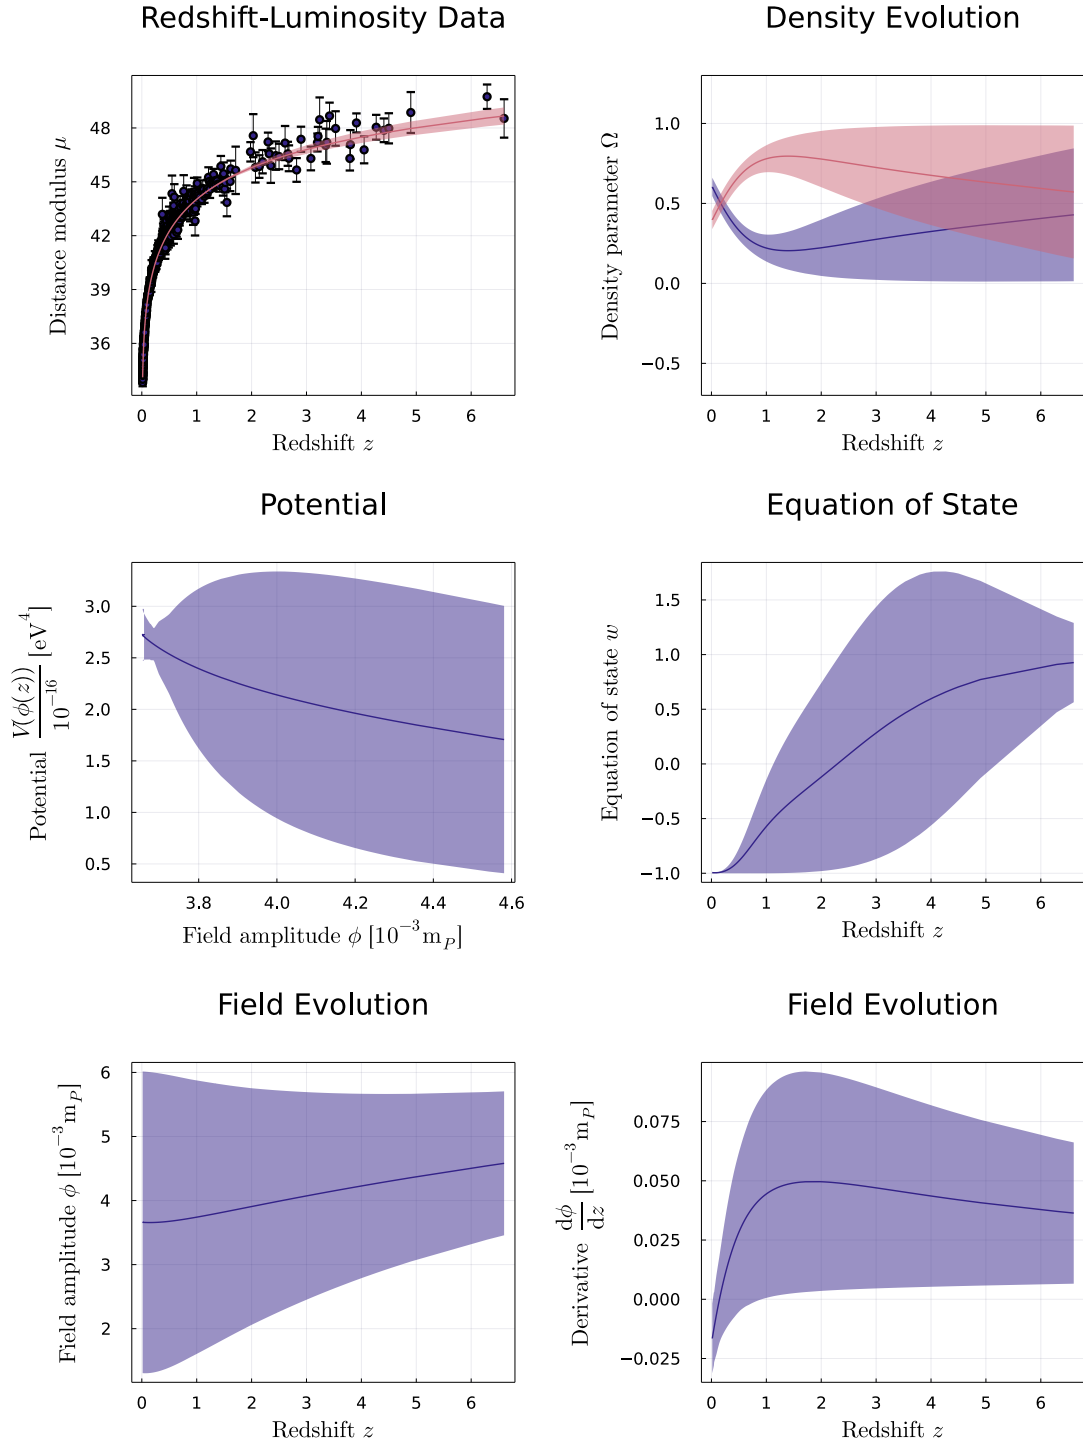 Redshift-Luminosity Data
Distance modulus μ
48
45
42
39
36
0 1 2 3 4 5 6
Redshift z
Density Evolution
Density parameter Ω
1.0
0.5
0.0
−0.5
0 1 2 3 4 5 6
Redshift z
Potential
Potential V(φ(z))/10⁻¹⁶ [eV⁴]
3.0
2.5
2.0
1.5
1.0
0.5
3.8 4.0 4.2 4.4 4.6
Field amplitude ϕ [10⁻³ m_P]
Equation of State
Equation of state w
1.5
1.0
0.5
0.0
−0.5
−1.0
0 1 2 3 4 5 6
Redshift z
Field Evolution
Field amplitude ϕ [10⁻³ m_P]
6
5
4
3
2
0 1 2 3 4 5 6
Redshift z
Field Evolution
Derivative dϕ/dz [10⁻³ m_P]
0.075
0.050
0.025
0.000
−0.025
0 1 2 3 4 5 6
Redshift z